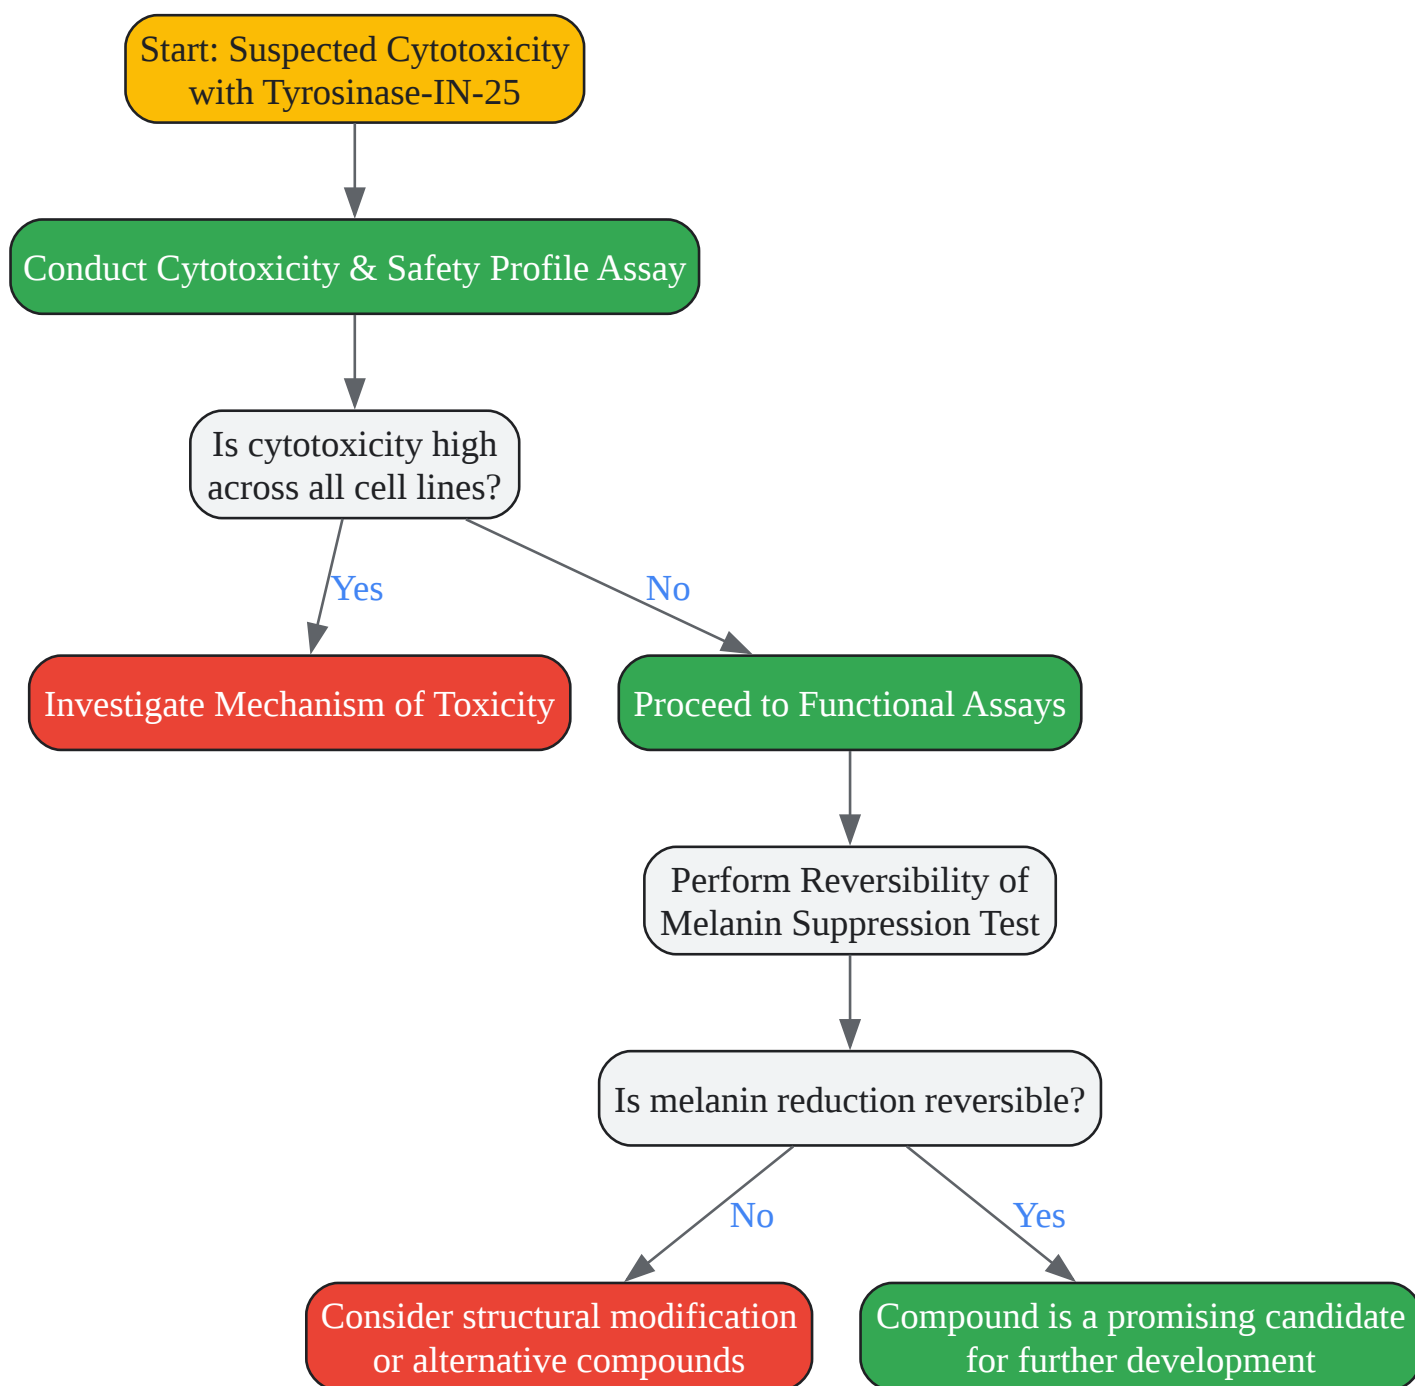 Start: Suspected Cytotoxicity
with Tyrosinase-IN-25
Conduct Cytotoxicity & Safety Profile Assay
Is cytotoxicity high
across all cell lines?
Yes
No
Investigate Mechanism of Toxicity
Proceed to Functional Assays
Perform Reversibility of
Melanin Suppression Test
Is melanin reduction reversible?
No
Yes
Consider structural modification
or alternative compounds
Compound is a promising candidate
for further development